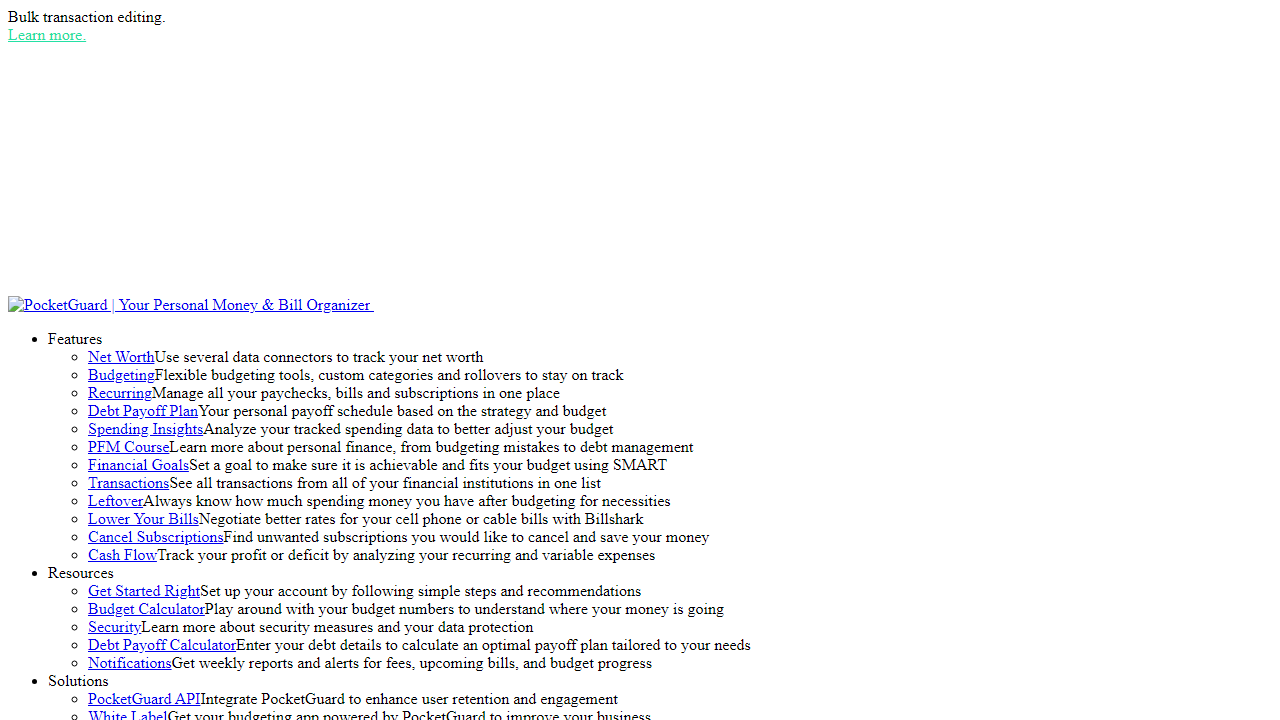 Bulk transaction editing.
Learn more.
PocketGuard | Your Personal Money & Bill Organizer
Features
Net WorthUse several data connectors to track your net worth
BudgetingFlexible budgeting tools, custom categories and rollovers to stay on track
RecurringManage all your paychecks, bills and subscriptions in one place
Debt Payoff PlanYour personal payoff schedule based on the strategy and budget
Spending InsightsAnalyze your tracked spending data to better adjust your budget
PFM CourseLearn more about personal finance, from budgeting mistakes to debt management
Financial GoalsSet a goal to make sure it is achievable and fits your budget using SMART
TransactionsSee all transactions from all of your financial institutions in one list
LeftoverAlways know how much spending money you have after budgeting for necessities
Lower Your BillsNegotiate better rates for your cell phone or cable bills with Billshark
Cancel SubscriptionsFind unwanted subscriptions you would like to cancel and save your money
Cash FlowTrack your profit or deficit by analyzing your recurring and variable expenses
Resources
Get Started RightSet up your account by following simple steps and recommendations
Budget CalculatorPlay around with your budget numbers to understand where your money is going
SecurityLearn more about security measures and your data protection
Debt Payoff CalculatorEnter your debt details to calculate an optimal payoff plan tailored to your needs
NotificationsGet weekly reports and alerts for fees, upcoming bills, and budget progress
Solutions
PocketGuard APIIntegrate PocketGuard to enhance user retention and engagement
White LabelGet your budgeting app powered by PocketGuard to improve your business